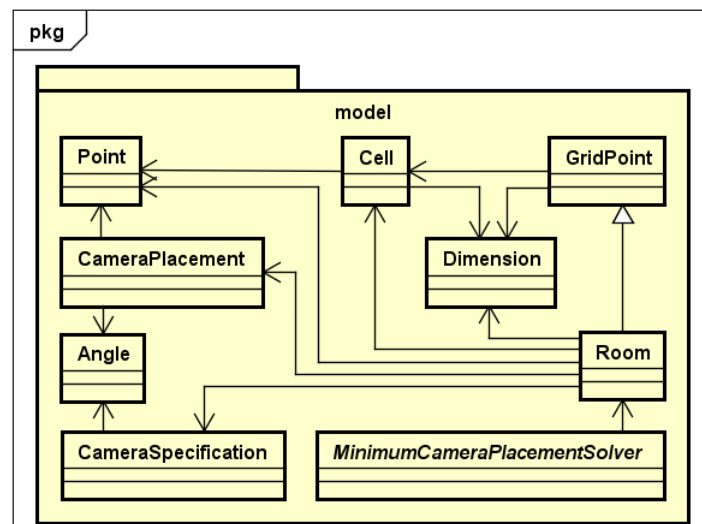 pkg
model
Point
Cell
GridPoint
CameraPlacement
Dimension
Angle
Room
CameraSpecification
MinimumCameraPlacementSolver